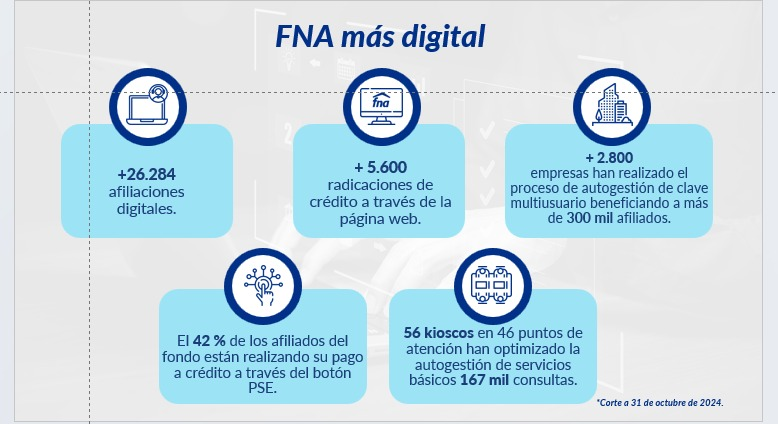 FNA más digital
fna
+26.284
afiliaciones
digitales.
+ 5.600
radicaciones de
crédito a través de la
página web.
+ 2.800
empresas han realizado el
proceso de autogestión de clave
multiusuario beneficiando a más
de 300 mil afiliados.
El 42 % de los afiliados del
fondo están realizando su pago
a crédito a través del botón
PSE.
56 kioscos en 46 puntos de
atención han optimizado la
autogestión de servicios
básicos 167 mil consultas.
*Corte a 31 de octubre de 2024.